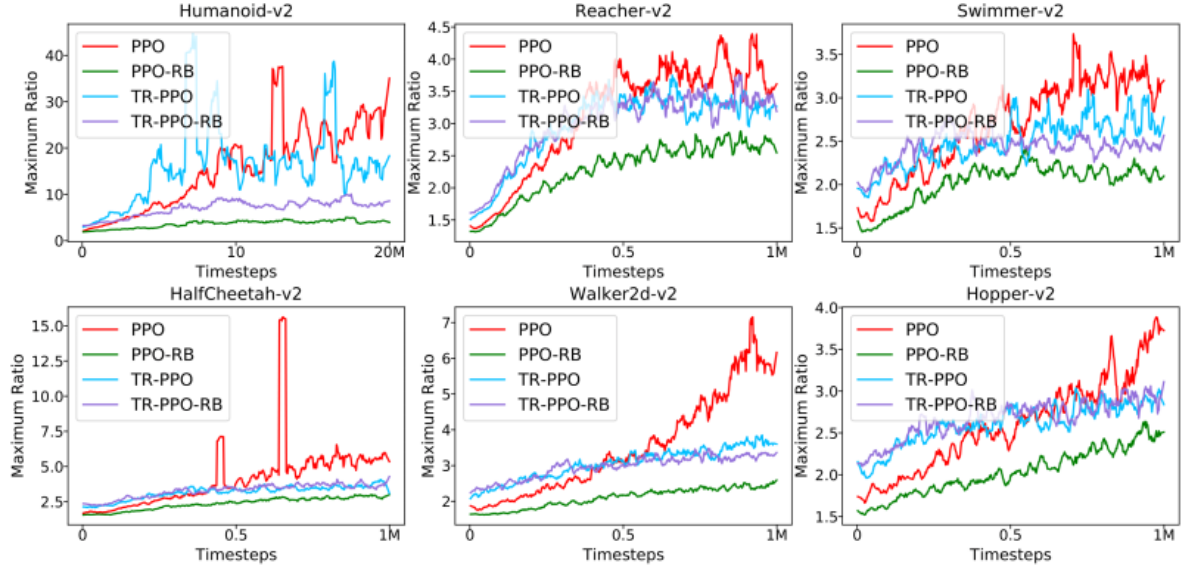 Humanoid-v2
Maximum Ratio
40
30
20
10
0
PPO
PPO-RB
TR-PPO
TR-PPO-RB
0
10
20M
Timesteps
Reacher-v2
Maximum Ratio
4.5
4.0
3.5
3.0
2.5
2.0
1.5
PPO
PPO-RB
TR-PPO
TR-PPO-RB
0
0.5
1M
Timesteps
Swimmer-v2
Maximum Ratio
3.5
3.0
2.5
2.0
1.5
PPO
PPO-RB
TR-PPO
TR-PPO-RB
0
0.5
1M
Timesteps
HalfCheetah-v2
Maximum Ratio
15.0
12.5
10.0
7.5
5.0
2.5
PPO
PPO-RB
TR-PPO
TR-PPO-RB
0
0.5
1M
Timesteps
Walker2d-v2
Maximum Ratio
7
6
5
4
3
2
PPO
PPO-RB
TR-PPO
TR-PPO-RB
0
0.5
1M
Timesteps
Hopper-v2
Maximum Ratio
4.0
3.5
3.0
2.5
2.0
1.5
PPO
PPO-RB
TR-PPO
TR-PPO-RB
0
0.5
1M
Timesteps